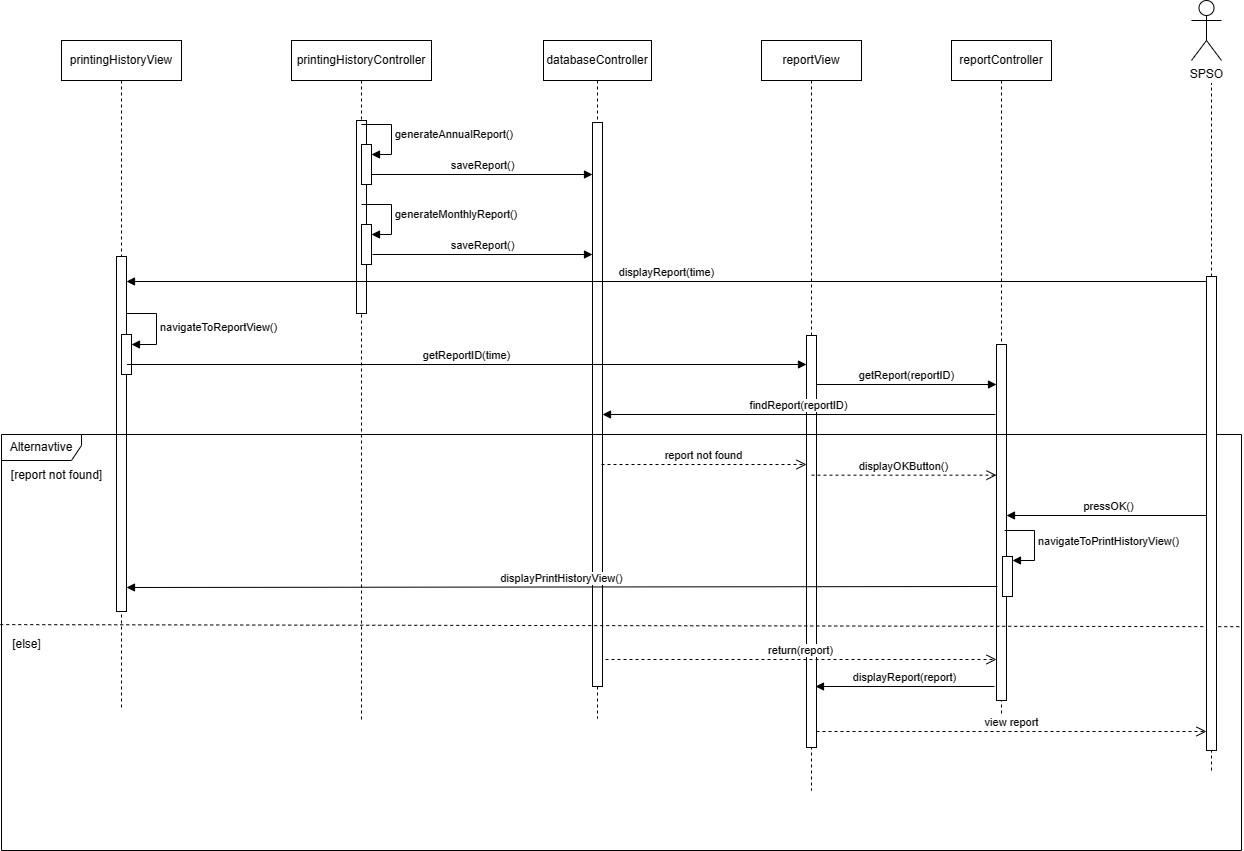 printingHistoryView
printingHistoryController
databaseController
reportView
reportController
SPSO
generateAnnualReport()
saveReport()
generateMonthlyReport()
saveReport()
displayReport(time)
navigateToReportView()
getReportID(time)
getReport(reportID)
findReport(reportID)
Alternavtive
[report not found]
report not found
displayOKButton()
pressOK()
navigateToPrintHistoryView()
displayPrintHistoryView()
[else]
return(report)
displayReport(report)
view report